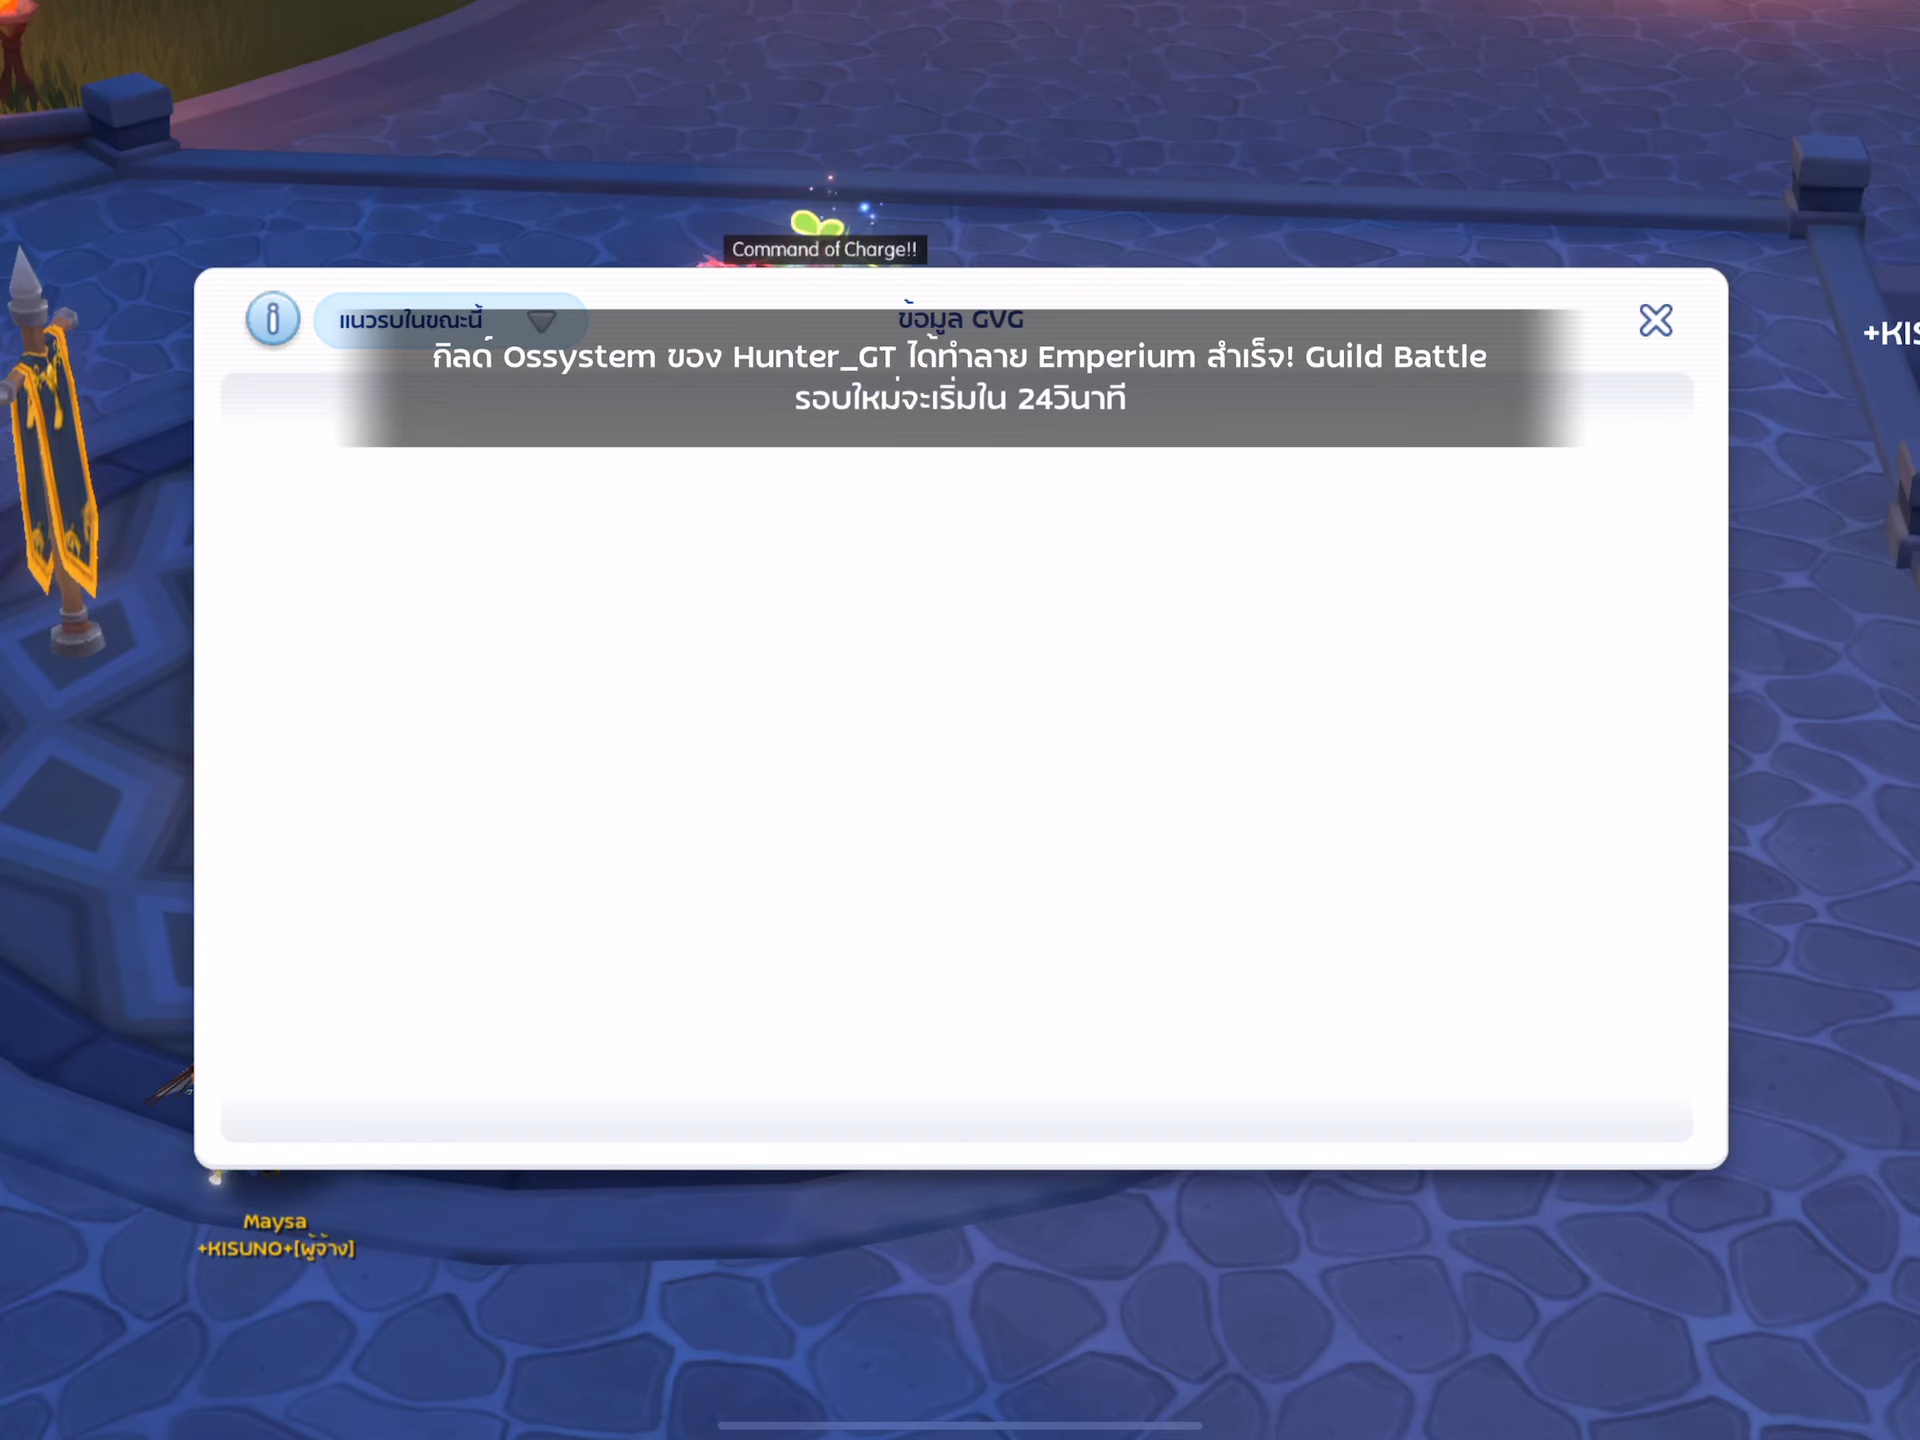 Command of Charge!!
แนวรบในขณะนี้
ข้อมูล GVG
กิลด์ Ossystem ของ Hunter_GT ได้ทำลาย Emperium สำเร็จ! Guild Battle
รอบใหม่จะเริ่มใน 24วินาที
+KIS
Maysa
+KISUNO+[ผู้จ้าง]